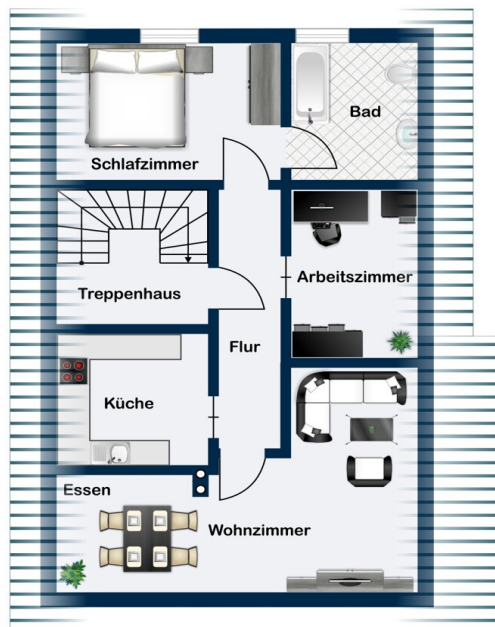 Bad
Schlafzimmer
Arbeitszimmer
Treppenhaus
Flur
Küche
Essen
Wohnzimmer